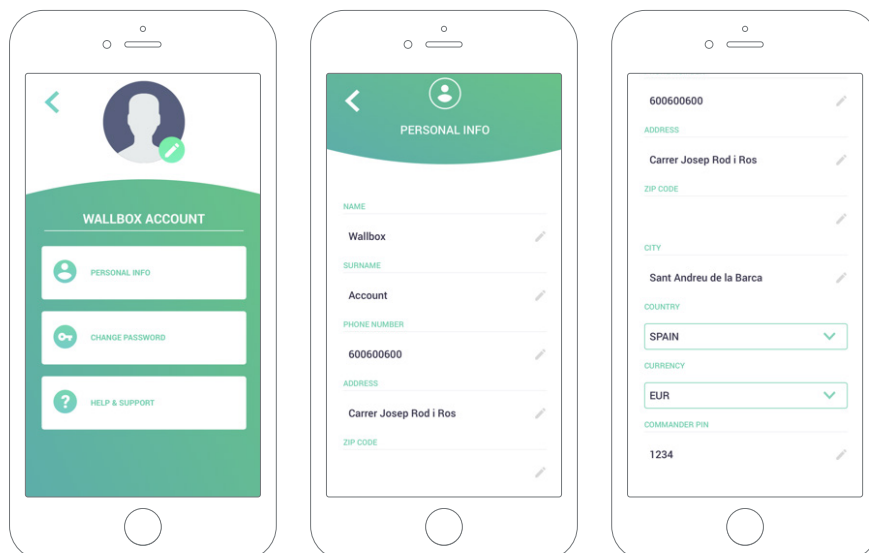 WALLBOX ACCOUNT
PERSONAL INFO
CHANGE PASSWORD
HELP & SUPPORT
PERSONAL INFO
NAME
Wallbox
SURNAME
Account
PHONE NUMBER
600600600
ADDRESS
Carrer Josep Rod i Ros
ZIP CODE
600600600
ADDRESS
Carrer Josep Rod i Ros
ZIP CODE
CITY
Sant Andreu de la Barca
COUNTRY
SPAIN
CURRENCY
EUR
COMMANDER PIN
1234